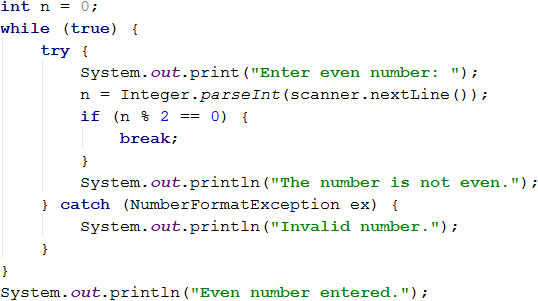 int n = 0;
while (true) {
    try {
        System.out.print("Enter even number: ");
        n = Integer.parseInt(scanner.nextLine());
        if (n % 2 == 0) {
            break;
        }
        System.out.println("The number is not even.");
    } catch (NumberFormatException ex) {
        System.out.println("Invalid number.");
    }
}
System.out.println("Even number entered.");